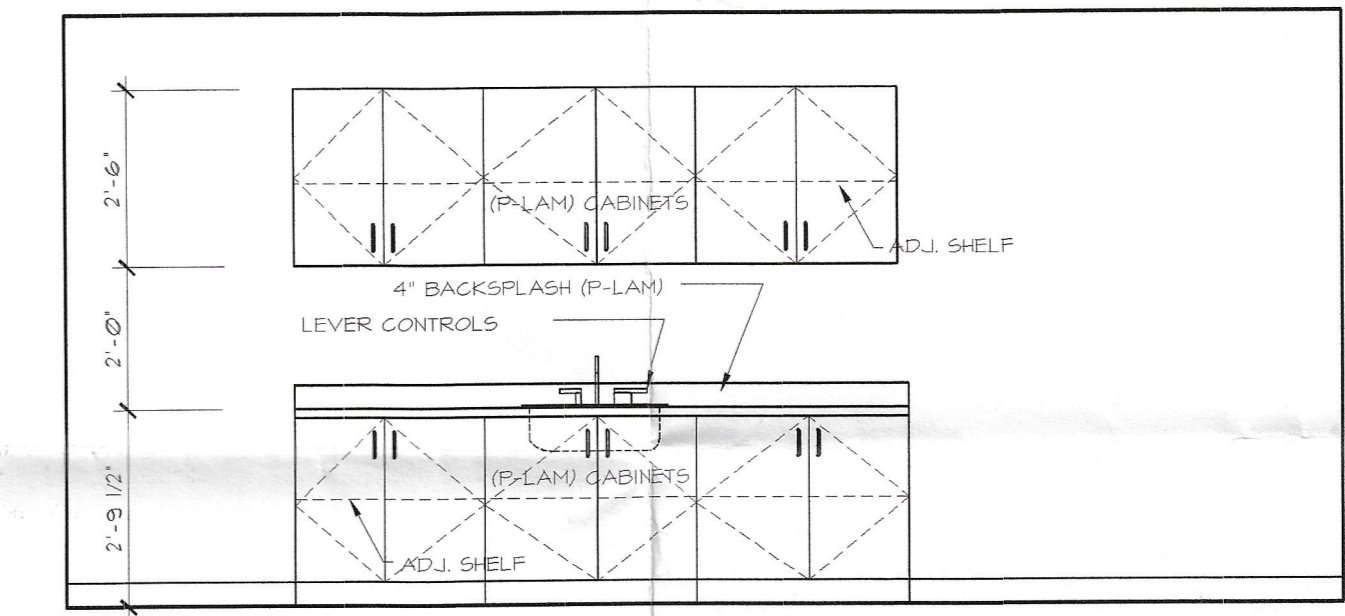 2'-6"
(P-LAM) CABINETS
ADJ. SHELF
4" BACKSPLASH (P-LAM)
LEVER CONTROLS
2'-0"
(P-LAM) CABINETS
2'-9 1/2"
ADJ. SHELF